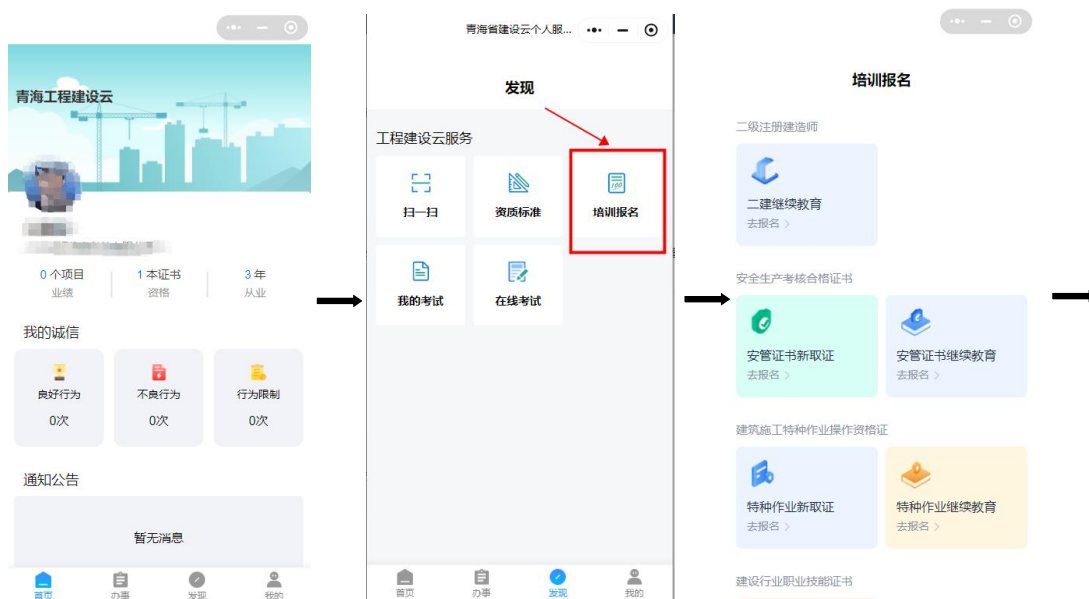 青海工程建设云
0个项目 1本证书 3年
业绩 资格 从业
我的诚信
良好行为 不良行为 行为限制
0次 0次 0次
通知公告
暂无消息
首页 办事 发现 我的
青海省建设云个人服...
发现
工程建设云服务
扫一扫 资质标准 培训报名
我的考试 在线考试
首页 办事 发现 我的
培训报名
二级注册建造师
二建继续教育
去报名 >
安全生产考核合格证书
安管证书新取证 安管证书继续教育
去报名 > 去报名 >
建筑施工特种作业操作资格证
特种作业新取证 特种作业继续教育
去报名 > 去报名 >
建设行业职业技能证书